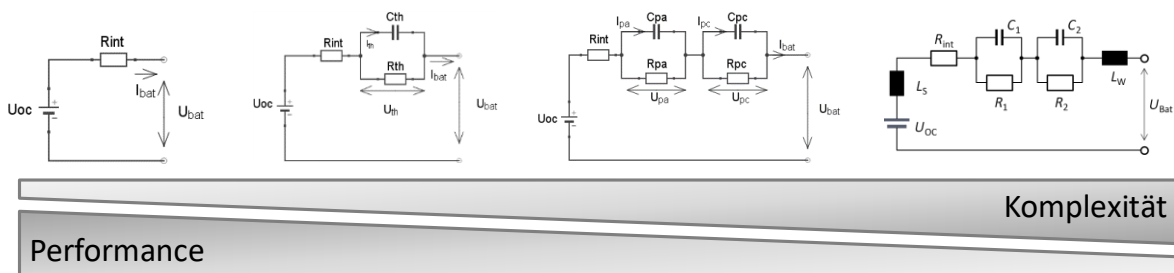 Rint
Ibat
Uoc
Ubat
Cth
Ith
Rint
Rth
Ibat
Uth
Uoc
Ubat
Ipa
Cpa
Ipc
Cpc
Rint
Ibat
Rpa
Rpc
Upa
Upc
Uoc
Ubat
C1
C2
Rint
LS
R1
R2
LW
UOC
UBat
Komplexität
Performance